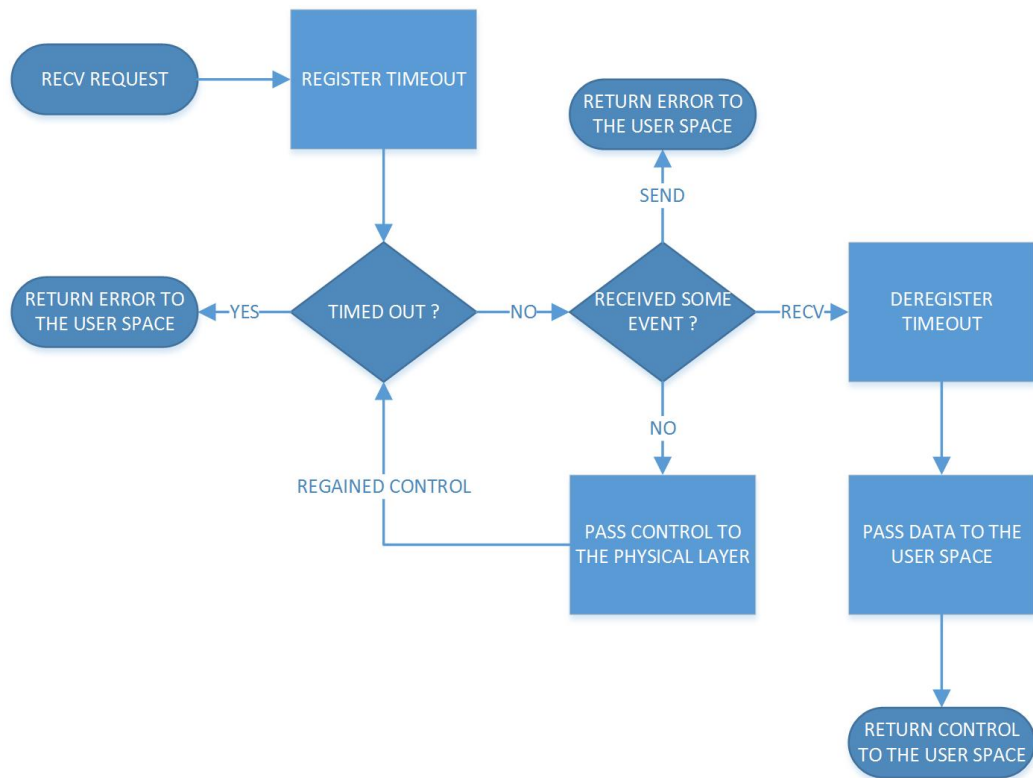 RECV REQUEST
REGISTER TIMEOUT
RETURN ERROR TO
THE USER SPACE
SEND
RETURN ERROR TO
THE USER SPACE
YES
TIMED OUT ?
NO
RECEIVED SOME
EVENT ?
RECV
DEREGISTER
TIMEOUT
NO
REGAINED CONTROL
PASS CONTROL TO
THE PHYSICAL LAYER
PASS DATA TO THE
USER SPACE
RETURN CONTROL
TO THE USER SPACE